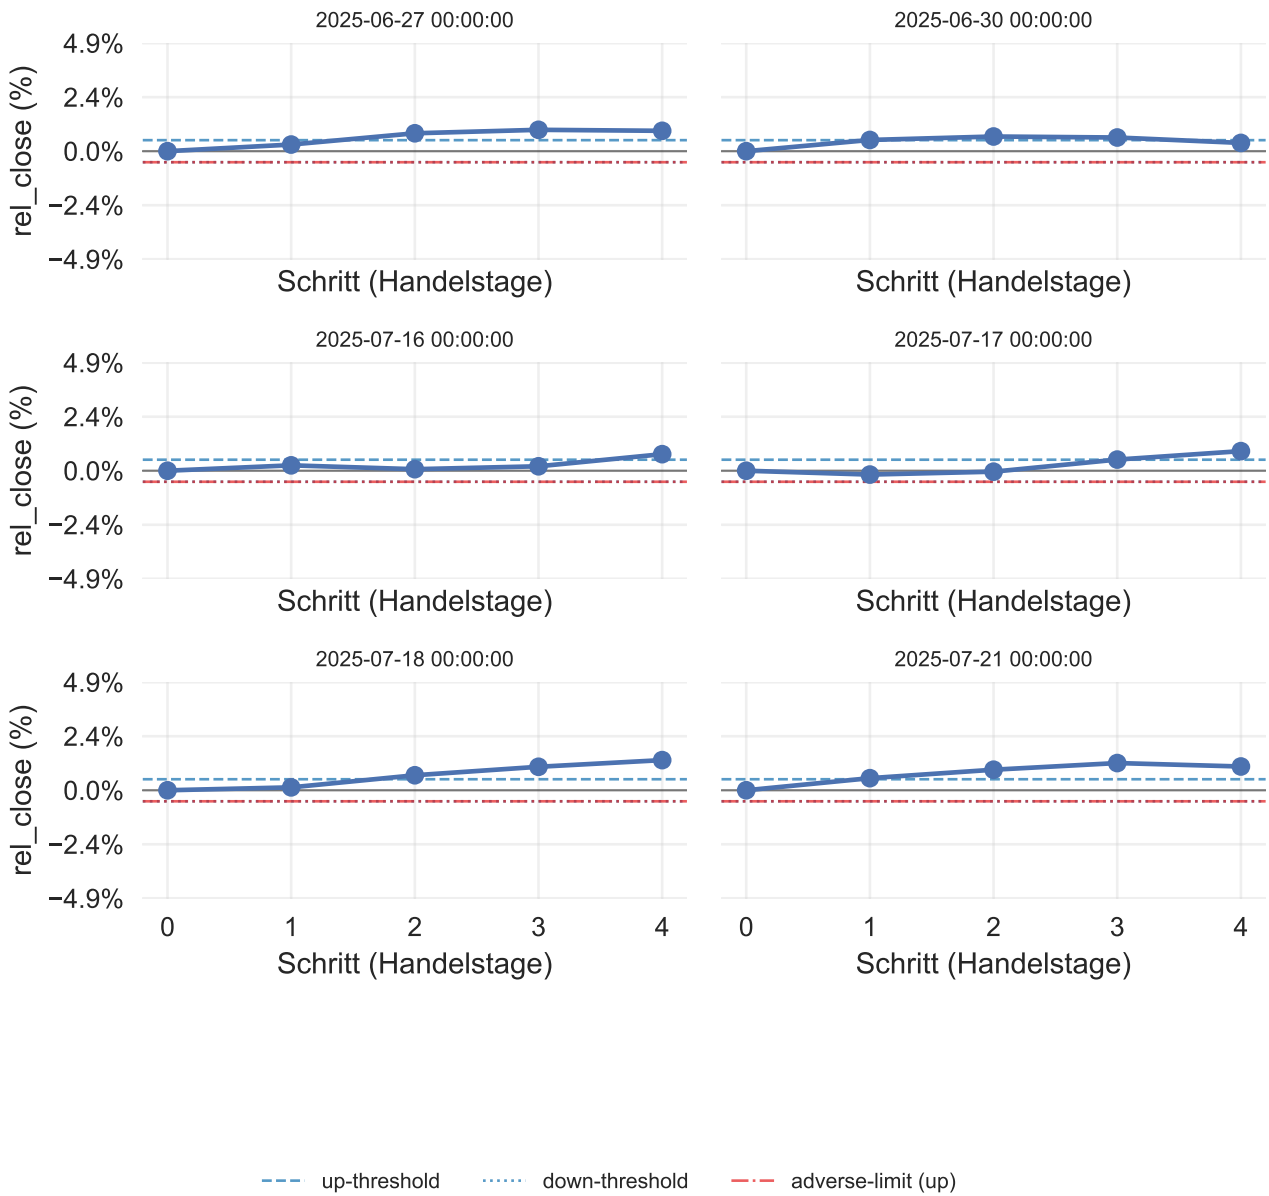 2025-06-27 00:00:00
2025-06-30 00:00:00
rel_close (%)
4.9%
2.4%
0.0%
−2.4%
−4.9%
Schritt (Handelstage)
Schritt (Handelstage)
2025-07-16 00:00:00
2025-07-17 00:00:00
rel_close (%)
4.9%
2.4%
0.0%
−2.4%
−4.9%
Schritt (Handelstage)
Schritt (Handelstage)
2025-07-18 00:00:00
2025-07-21 00:00:00
rel_close (%)
4.9%
2.4%
0.0%
−2.4%
−4.9%
0 1 2 3 4
0 1 2 3 4
Schritt (Handelstage)
Schritt (Handelstage)
up-threshold
down-threshold
adverse-limit (up)